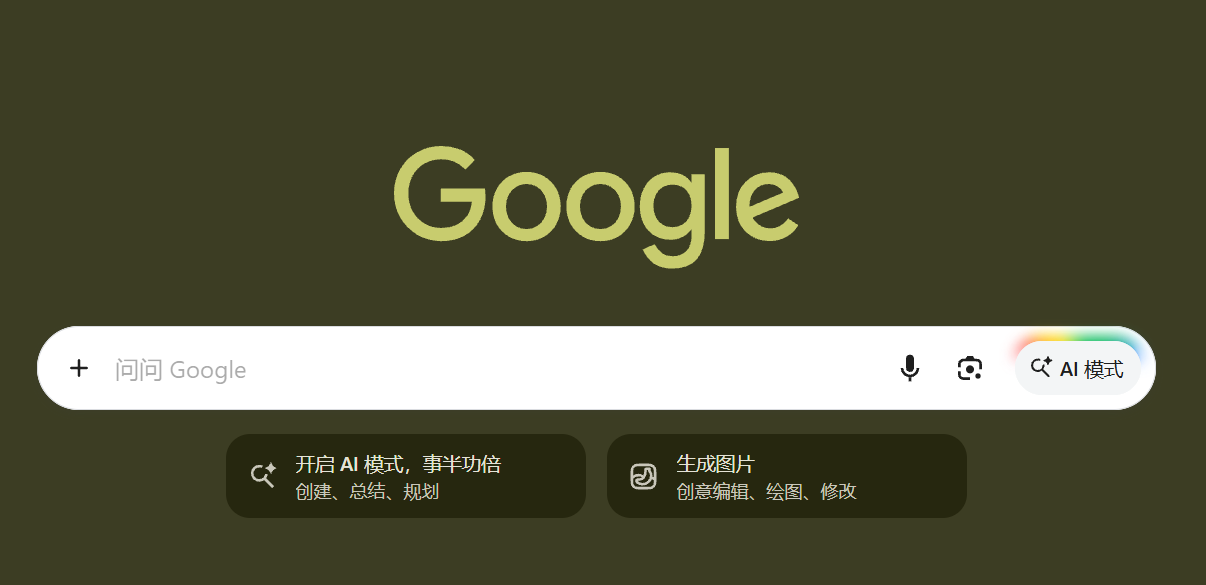 Google
问问 Google
AI 模式
开启 AI 模式，事半功倍
创建、总结、规划
生成图片
创意编辑、绘图、修改